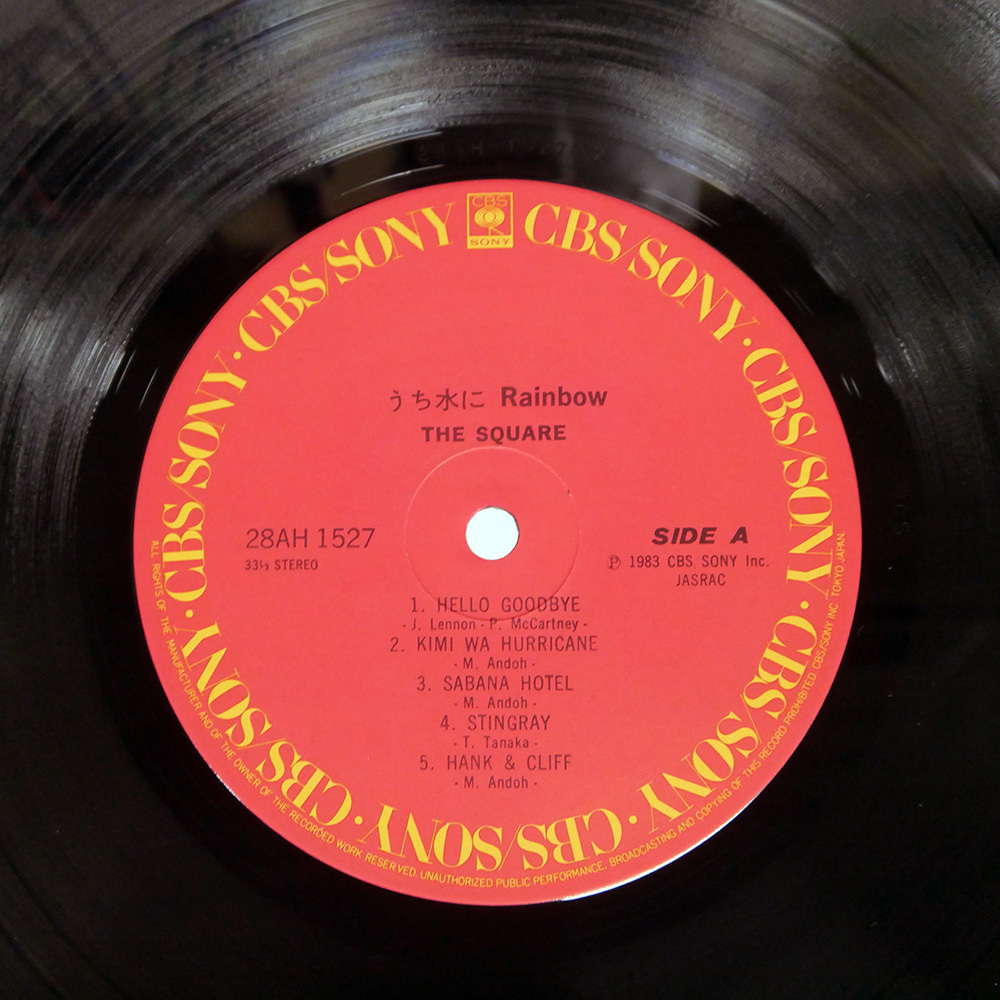 CBS
SONY
CBS/SONY · CBS/SONY · CBS/SONY · CBS/SONY · CBS/SONY · CBS/SONY · CBS/SONY · CBS/SONY
うち水に Rainbow
THE SQUARE
28AH 1527
33⅓ STEREO
SIDE A
Ⓟ 1983 CBS SONY Inc.
JASRAC
1. HELLO GOODBYE
- J. Lennon - P. McCartney -
2. KIMI WA HURRICANE
- M. Andoh -
3. SABANA HOTEL
- M. Andoh -
4. STINGRAY
- T. Tanaka -
5. HANK & CLIFF
- M. Andoh -
ALL RIGHTS OF THE MANUFACTURER AND OF THE OWNER OF THE RECORDED WORK RESERVED. UNAUTHORIZED PUBLIC PERFORMANCE, BROADCASTING AND COPYING OF THIS RECORD PROHIBITED CBS/SONY INC. TOKYO JAPAN.